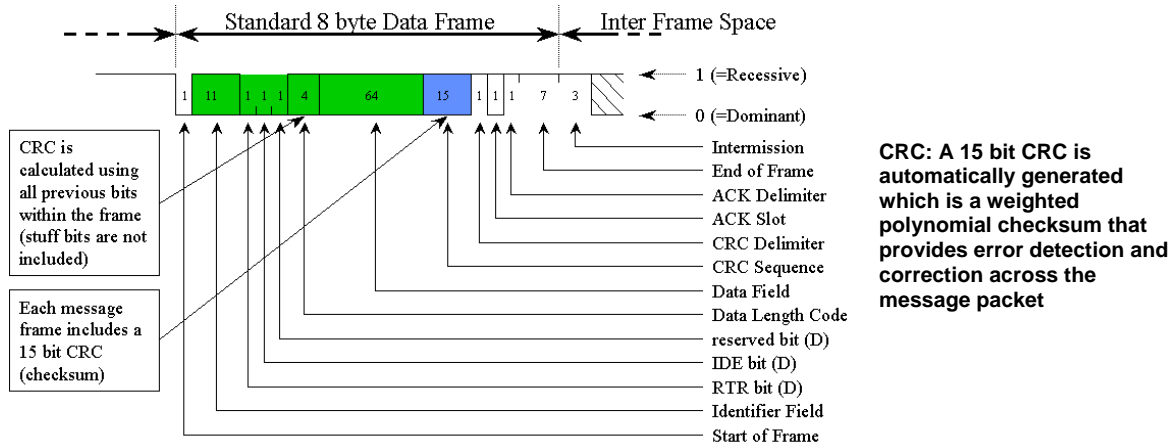 Standard 8 byte Data Frame
Inter Frame Space
1 11 1 1 1 4 64 15 1 1 1 7 3
1 (=Recessive)
0 (=Dominant)
CRC is
calculated using
all previous bits
within the frame
(stuff bits are not
included)
Each message
frame includes a
15 bit CRC
(checksum)
Intermission
End of Frame
ACK Delimiter
ACK Slot
CRC Delimiter
CRC Sequence
Data Field
Data Length Code
reserved bit (D)
IDE bit (D)
RTR bit (D)
Identifier Field
Start of Frame
CRC: A 15 bit CRC is
automatically generated
which is a weighted
polynomial checksum that
provides error detection and
correction across the
message packet